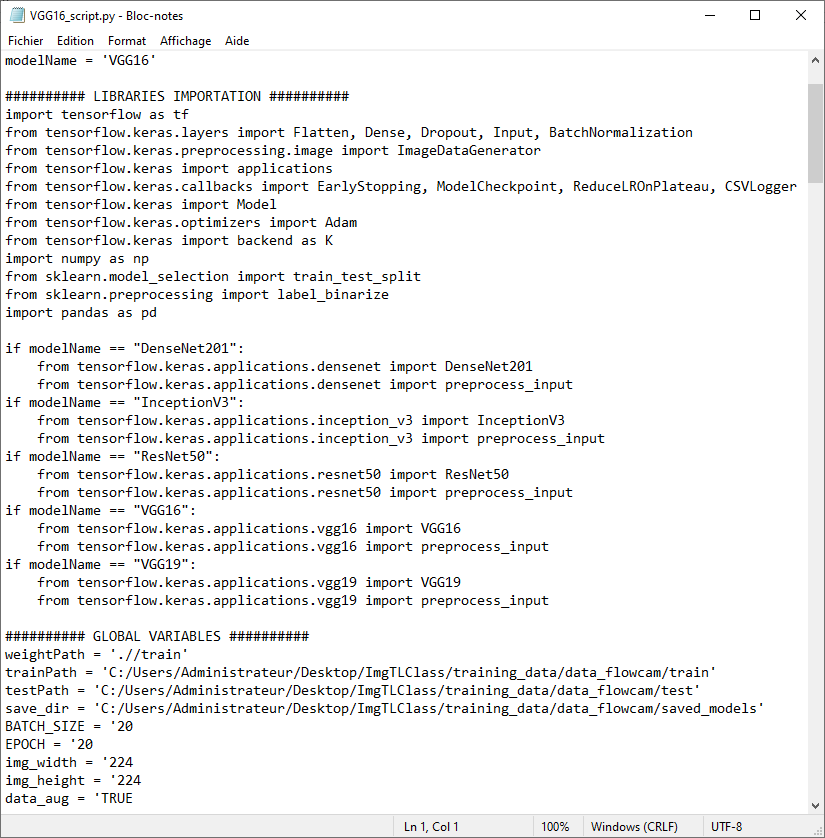 VGG16_script.py - Bloc-notes
Fichier Edition Format Affichage Aide
modelName = 'VGG16'
########## LIBRARIES IMPORTATION ##########
import tensorflow as tf
from tensorflow.keras.layers import Flatten, Dense, Dropout, Input, BatchNormalization
from tensorflow.keras.preprocessing.image import ImageDataGenerator
from tensorflow.keras import applications
from tensorflow.keras.callbacks import EarlyStopping, ModelCheckpoint, ReduceLROnPlateau, CSVLogger
from tensorflow.keras import Model
from tensorflow.keras.optimizers import Adam
from tensorflow.keras import backend as K
import numpy as np
from sklearn.model_selection import train_test_split
from sklearn.preprocessing import label_binarize
import pandas as pd
if modelName == "DenseNet201":
    from tensorflow.keras.applications.densenet import DenseNet201
    from tensorflow.keras.applications.densenet import preprocess_input
if modelName == "InceptionV3":
    from tensorflow.keras.applications.inception_v3 import InceptionV3
    from tensorflow.keras.applications.inception_v3 import preprocess_input
if modelName == "ResNet50":
    from tensorflow.keras.applications.resnet50 import ResNet50
    from tensorflow.keras.applications.resnet50 import preprocess_input
if modelName == "VGG16":
    from tensorflow.keras.applications.vgg16 import VGG16
    from tensorflow.keras.applications.vgg16 import preprocess_input
if modelName == "VGG19":
    from tensorflow.keras.applications.vgg19 import VGG19
    from tensorflow.keras.applications.vgg19 import preprocess_input
########## GLOBAL VARIABLES ##########
weightPath = './/train'
trainPath = 'C:/Users/Administrateur/Desktop/ImgTLClass/training_data/data_flowcam/train'
testPath = 'C:/Users/Administrateur/Desktop/ImgTLClass/training_data/data_flowcam/test'
save_dir = 'C:/Users/Administrateur/Desktop/ImgTLClass/training_data/data_flowcam/saved_models'
BATCH_SIZE = '20
EPOCH = '20
img_width = '224
img_height = '224
data_aug = 'TRUE
Ln 1, Col 1 100% Windows (CRLF) UTF-8